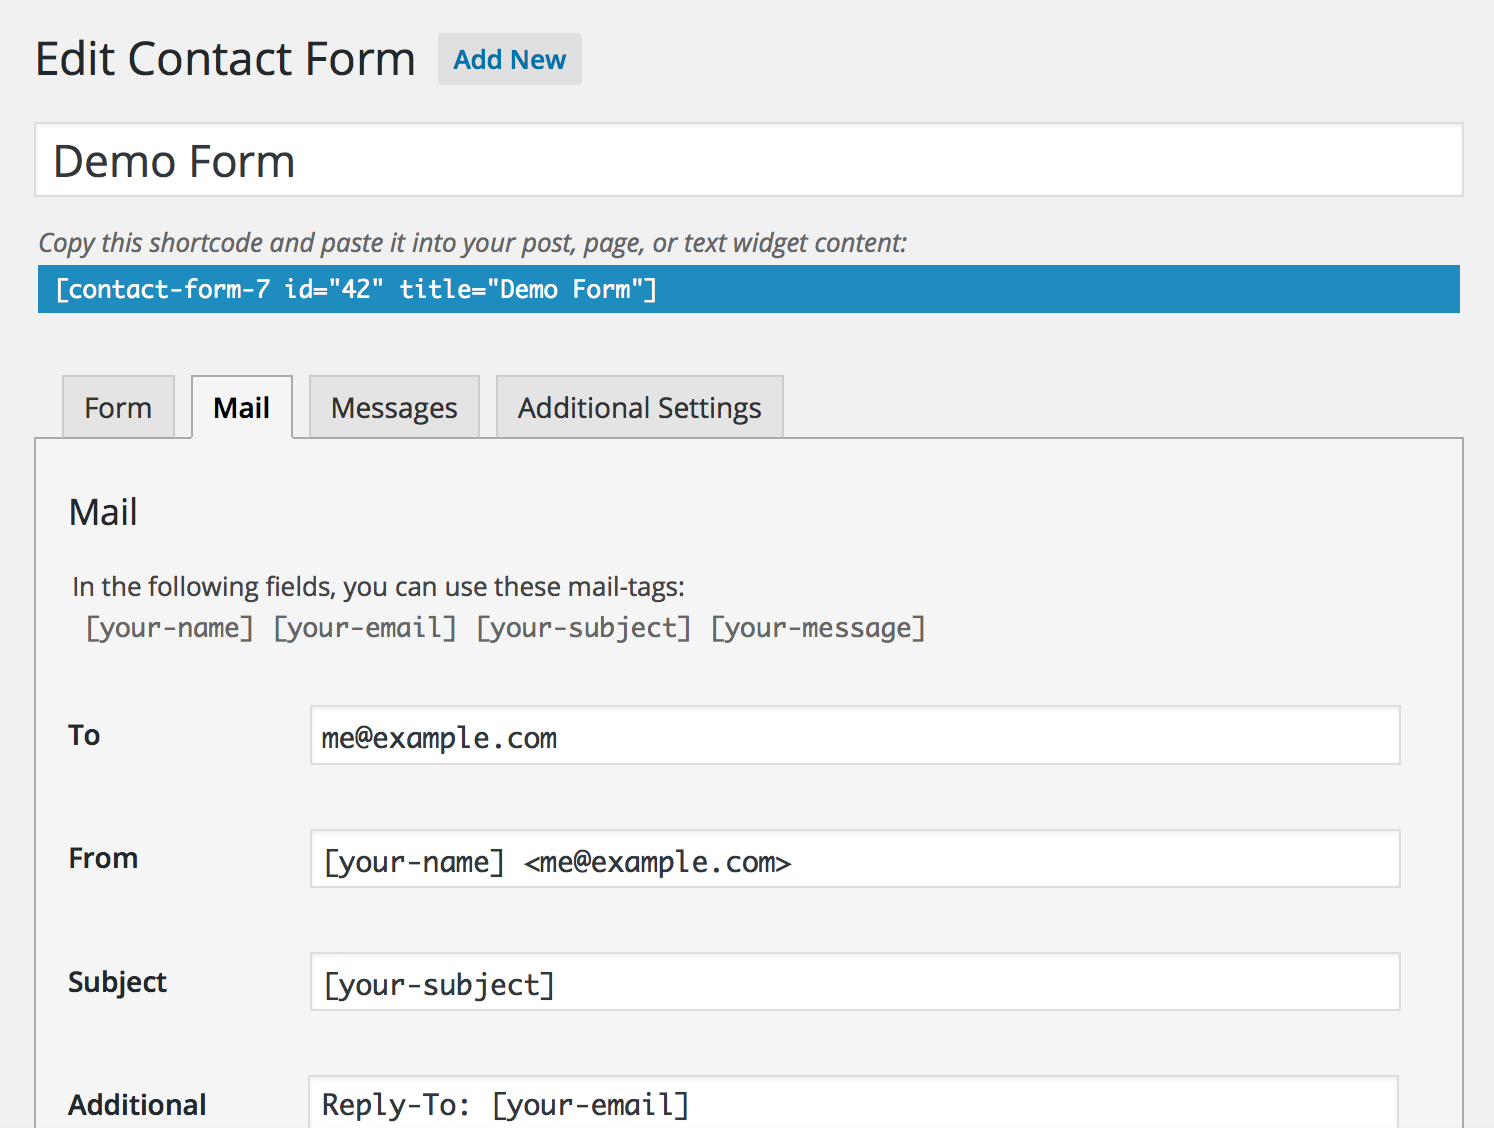 Edit Contact Form Add New
Demo Form
Copy this shortcode and paste it into your post, page, or text widget content:
[contact-form-7 id="42" title="Demo Form"]
Form Mail Messages Additional Settings
Mail
In the following fields, you can use these mail-tags:
[your-name] [your-email] [your-subject] [your-message]
To me@example.com
From [your-name] <me@example.com>
Subject [your-subject]
Additional Reply-To: [your-email]